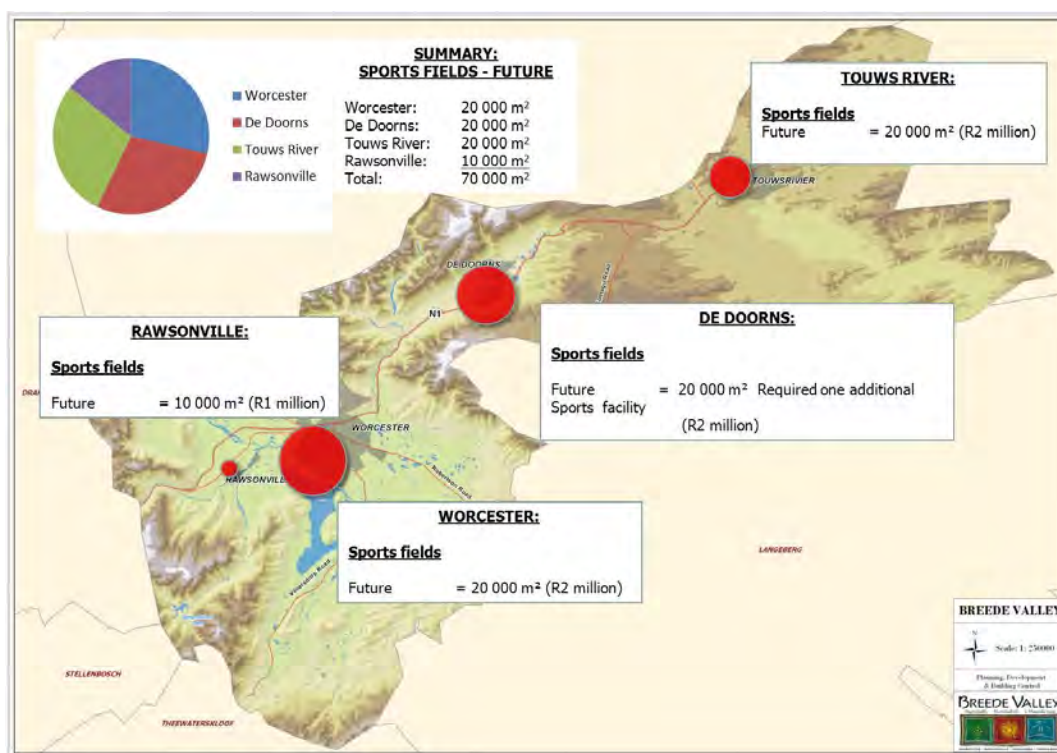 SUMMARY:
SPORTS FIELDS - FUTURE
Worcester: 20 000 m²
De Doorns: 20 000 m²
Touws River: 20 000 m²
Rawsonville: 10 000 m²
Total: 70 000 m²
Worcester
De Doorns
Touws River
Rawsonville
TOUWS RIVER:
Sports fields
Future = 20 000 m² (R2 million)
TOUWSRIVIER
DE DOORNS
N1
RAWSONVILLE:
Sports fields
Future = 10 000 m² (R1 million)
DE DOORNS:
Sports fields
Future = 20 000 m² Required one additional
Sports facility
(R2 million)
WORCESTER
Robertson Road
RAWSONVILL
WORCESTER:
Sports fields
Future = 20 000 m² (R2 million)
Road
LANGEBERG
STELLENBOSCH
THEEWATERSKLOOF
BREEDE VALLEY
N
Scale: 1: 250000
Planning, Development
& Building Control
BREEDE VALLEY